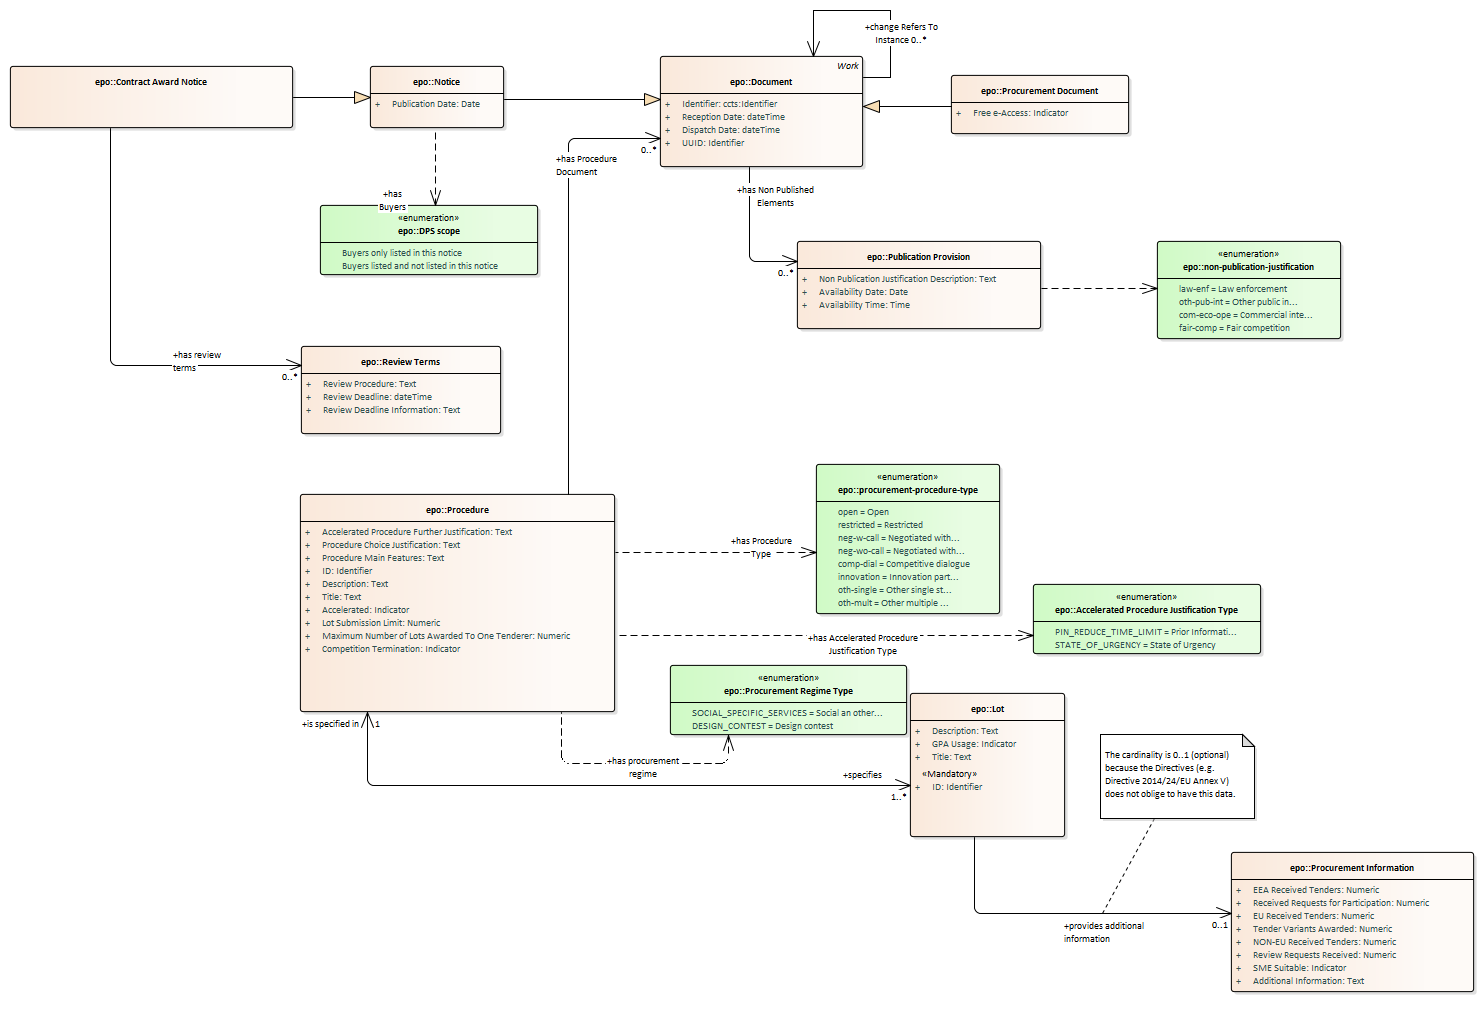 +change Refers To
Instance 0..*
epo::Contract Award Notice
epo::Notice
+ Publication Date: Date
Work
epo::Document
+ Identifier: ccts:Identifier
+ Reception Date: dateTime
+ Dispatch Date: dateTime
+ UUID: Identifier
epo::Procurement Document
+ Free e-Access: Indicator
+has Procedure
Document
0..*
+has
Buyers
«enumeration»
epo::DPS scope
Buyers only listed in this notice
Buyers listed and not listed in this notice
+has Non Published
Elements
0..*
epo::Publication Provision
+ Non Publication Justification Description: Text
+ Availability Date: Date
+ Availability Time: Time
«enumeration»
epo::non-publication-justification
law-enf = Law enforcement
oth-pub-int = Other public in...
com-eco-ope = Commercial inte...
fair-comp = Fair competition
+has review
terms
0..*
epo::Review Terms
+ Review Procedure: Text
+ Review Deadline: dateTime
+ Review Deadline Information: Text
epo::Procedure
+ Accelerated Procedure Further Justification: Text
+ Procedure Choice Justification: Text
+ Procedure Main Features: Text
+ ID: Identifier
+ Description: Text
+ Title: Text
+ Accelerated: Indicator
+ Lot Submission Limit: Numeric
+ Maximum Number of Lots Awarded To One Tenderer: Numeric
+ Competition Termination: Indicator
+has Procedure
Type
«enumeration»
epo::procurement-procedure-type
open = Open
restricted = Restricted
neg-w-call = Negotiated with...
neg-wo-call = Negotiated with...
comp-dial = Competitive dialogue
innovation = Innovation part...
oth-single = Other single st...
oth-mult = Other multiple ...
+has Accelerated Procedure
Justification Type
«enumeration»
epo::Accelerated Procedure Justification Type
PIN_REDUCE_TIME_LIMIT = Prior Informati...
STATE_OF_URGENCY = State of Urgency
«enumeration»
epo::Procurement Regime Type
SOCIAL_SPECIFIC_SERVICES = Social an other...
DESIGN_CONTEST = Design contest
+is specified in
1
+has procurement
regime
+specifies
1..*
epo::Lot
+ Description: Text
+ GPA Usage: Indicator
+ Title: Text
«Mandatory»
+ ID: Identifier
The cardinality is 0..1 (optional)
because the Directives (e.g.
Directive 2014/24/EU Annex V)
does not oblige to have this data.
+provides additional
information
0..1
epo::Procurement Information
+ EEA Received Tenders: Numeric
+ Received Requests for Participation: Numeric
+ EU Received Tenders: Numeric
+ Tender Variants Awarded: Numeric
+ NON-EU Received Tenders: Numeric
+ Review Requests Received: Numeric
+ SME Suitable: Indicator
+ Additional Information: Text